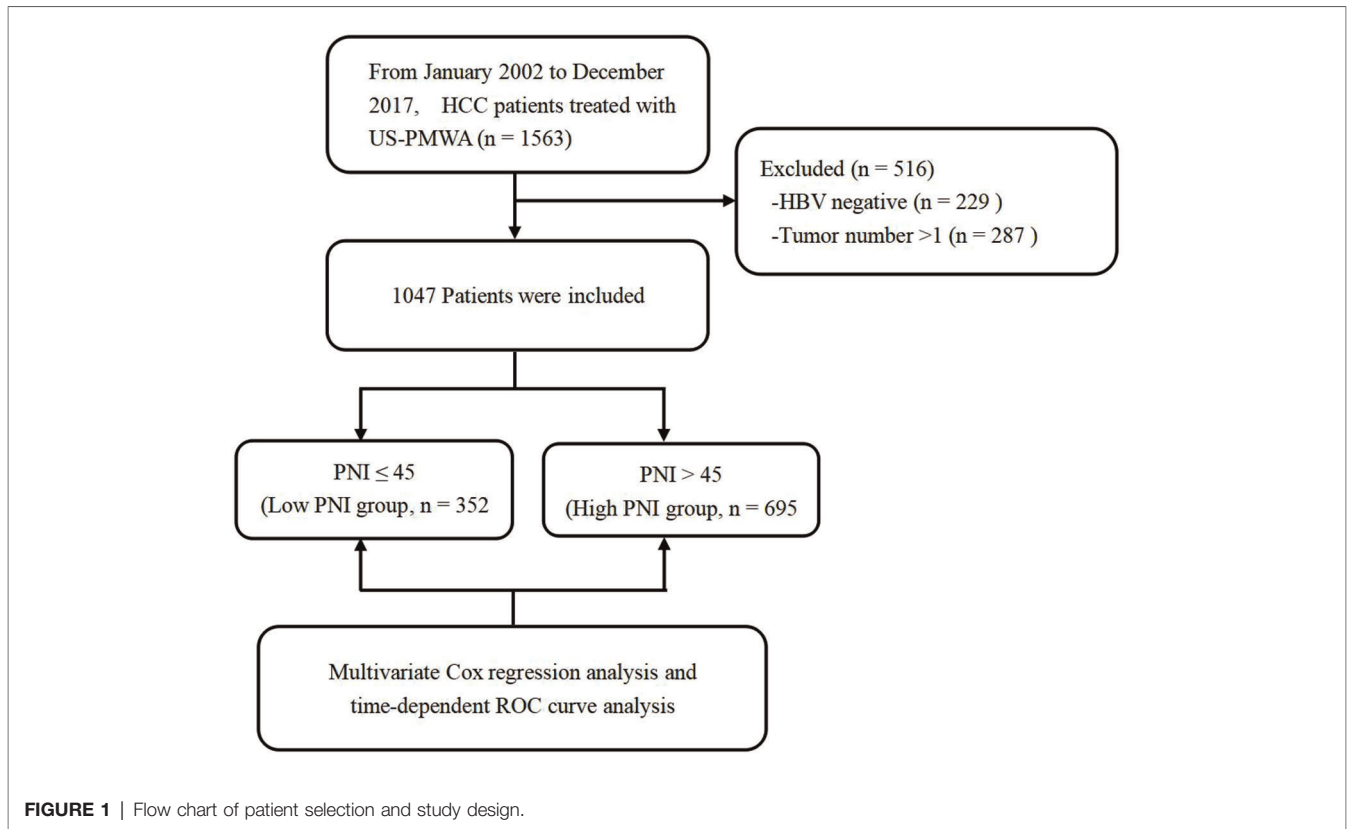 From January 2002 to December
2017, HCC patients treated with
US-PMWA (n = 1563)
Excluded (n = 516)
-HBV negative (n = 229 )
-Tumor number >1 (n = 287 )
1047 Patients were included
PNI ≤ 45
(Low PNI group, n = 352
PNI > 45
(High PNI group, n = 695
Multivariate Cox regression analysis and
time-dependent ROC curve analysis
FIGURE 1 | Flow chart of patient selection and study design.